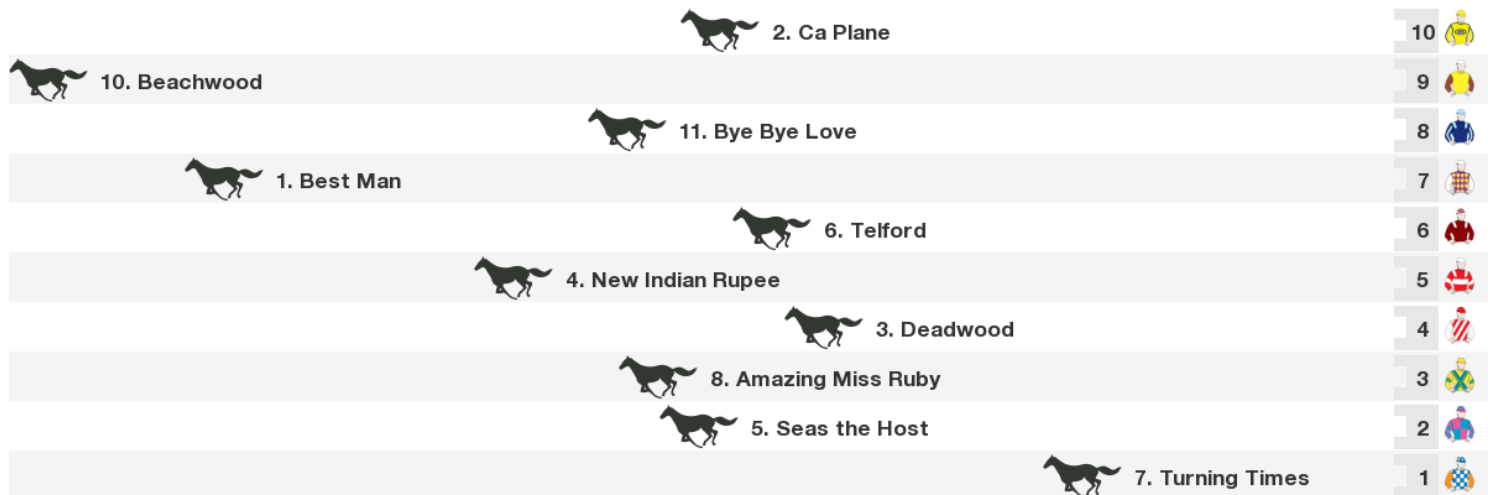 2. Ca Plane 10
10. Beachwood 9
11. Bye Bye Love 8
1. Best Man 7
6. Telford 6
4. New Indian Rupee 5
3. Deadwood 4
8. Amazing Miss Ruby 3
5. Seas the Host 2
7. Turning Times 1